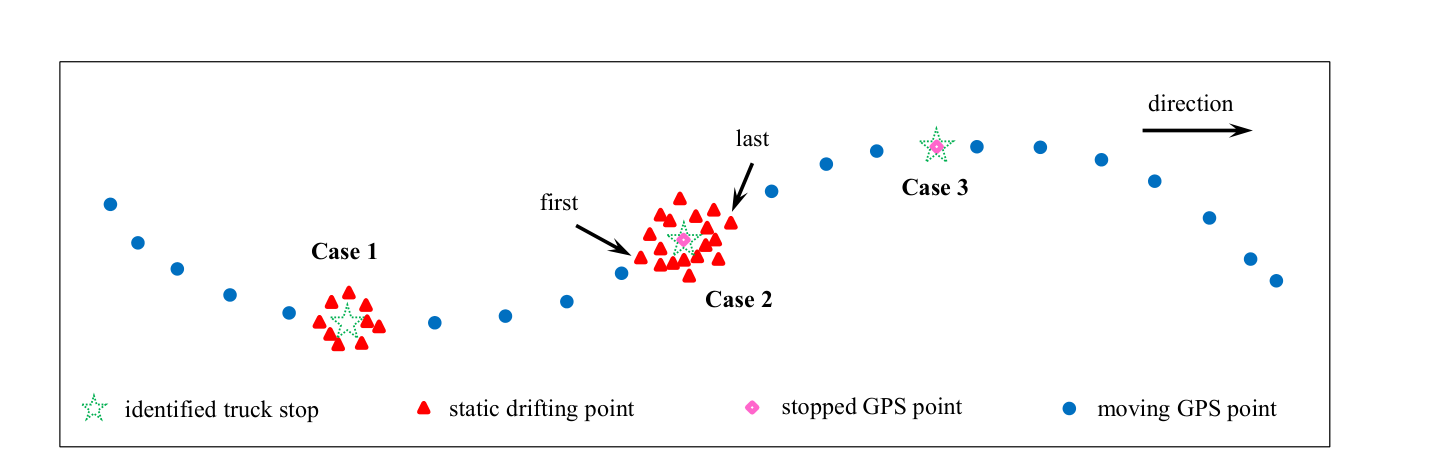 direction
last
Case 3
first
Case 1
Case 2
identified truck stop
static drifting point
stopped GPS point
moving GPS point